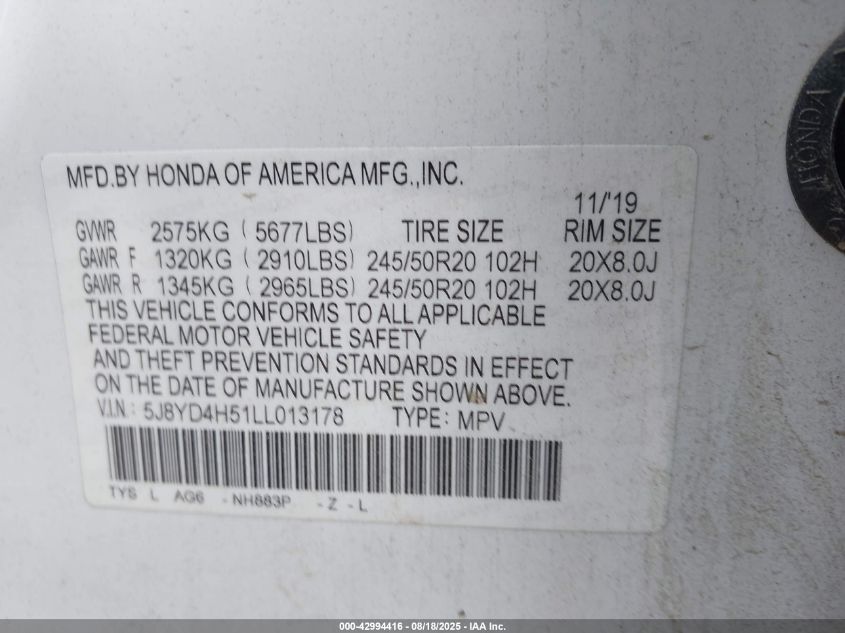 MFD.BY HONDA OF AMERICA MFG.,INC.
11/'19
GVWR 2575KG ( 5677LBS) TIRE SIZE RIM SIZE
GAWR F 1320KG ( 2910LBS) 245/50R20 102H 20X8.0J
GAWR R 1345KG ( 2965LBS) 245/50R20 102H 20X8.0J
THIS VEHICLE CONFORMS TO ALL APPLICABLE
FEDERAL MOTOR VEHICLE SAFETY
AND THEFT PREVENTION STANDARDS IN EFFECT
ON THE DATE OF MANUFACTURE SHOWN ABOVE.
V.I.N.: 5J8YD4H51LL013178 TYPE: MPV
TYS L AG6 - NH883P - Z - L
HONDA
000-42994416 - 08/18/2025 - IAA Inc.